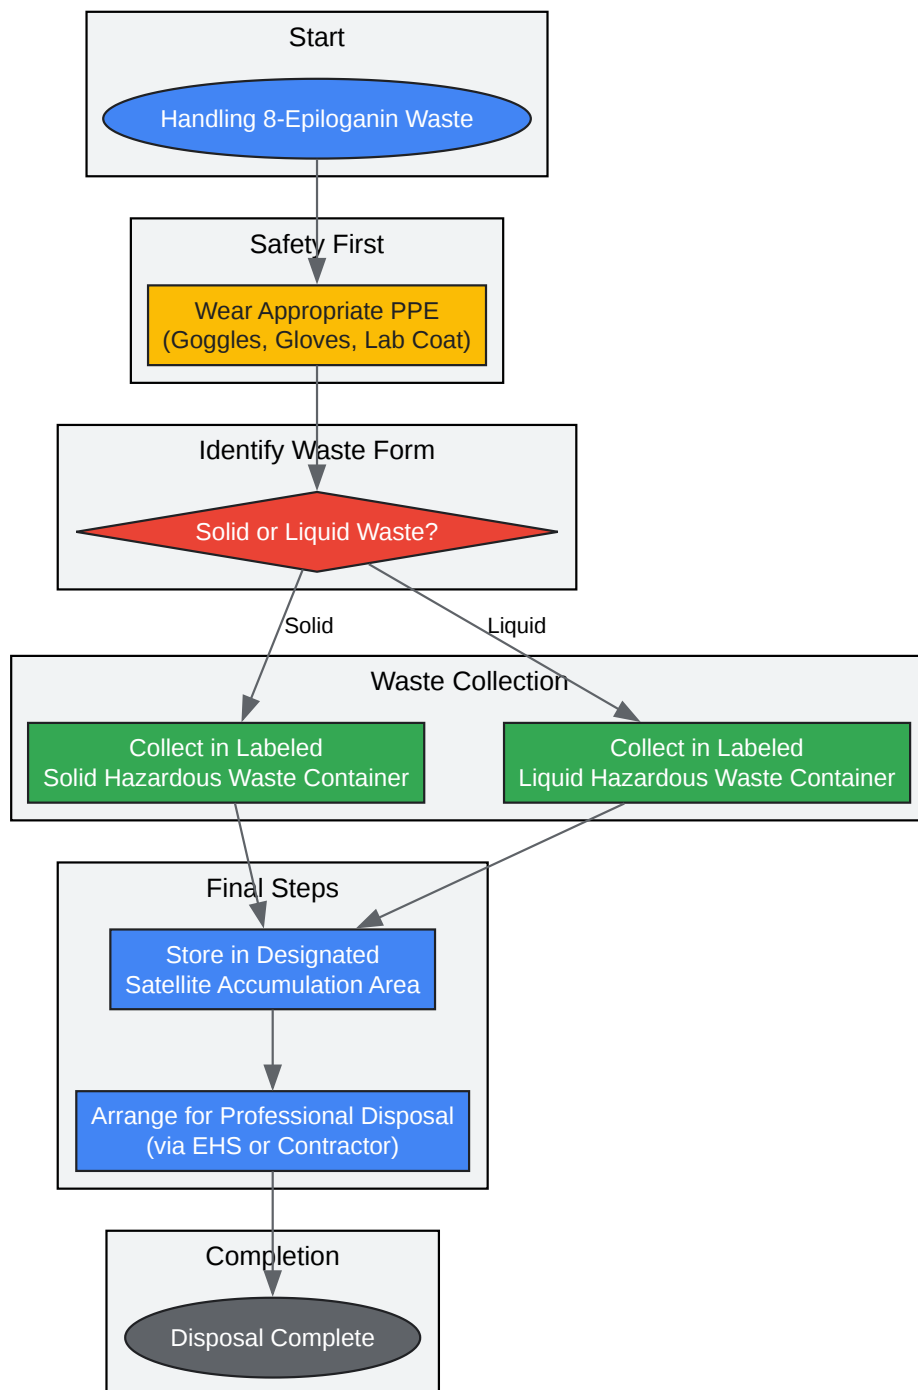 Start
Handling 8-Epiloganin Waste
Safety First
Wear Appropriate PPE
(Goggles, Gloves, Lab Coat)
Identify Waste Form
Solid or Liquid Waste?
Solid
Liquid
Waste Collection
Collect in Labeled
Solid Hazardous Waste Container
Collect in Labeled
Liquid Hazardous Waste Container
Final Steps
Store in Designated
Satellite Accumulation Area
Arrange for Professional Disposal
(via EHS or Contractor)
Completion
Disposal Complete